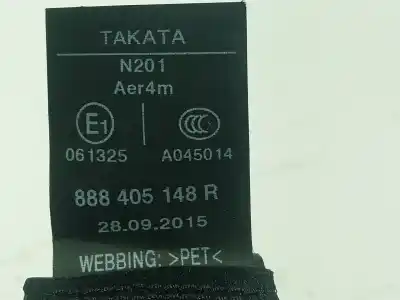 TAKATA
N201
Aer4m
E1 CCC
061325 A045014
888 405 148 R
28.09.2015
WEBBING: >PET<